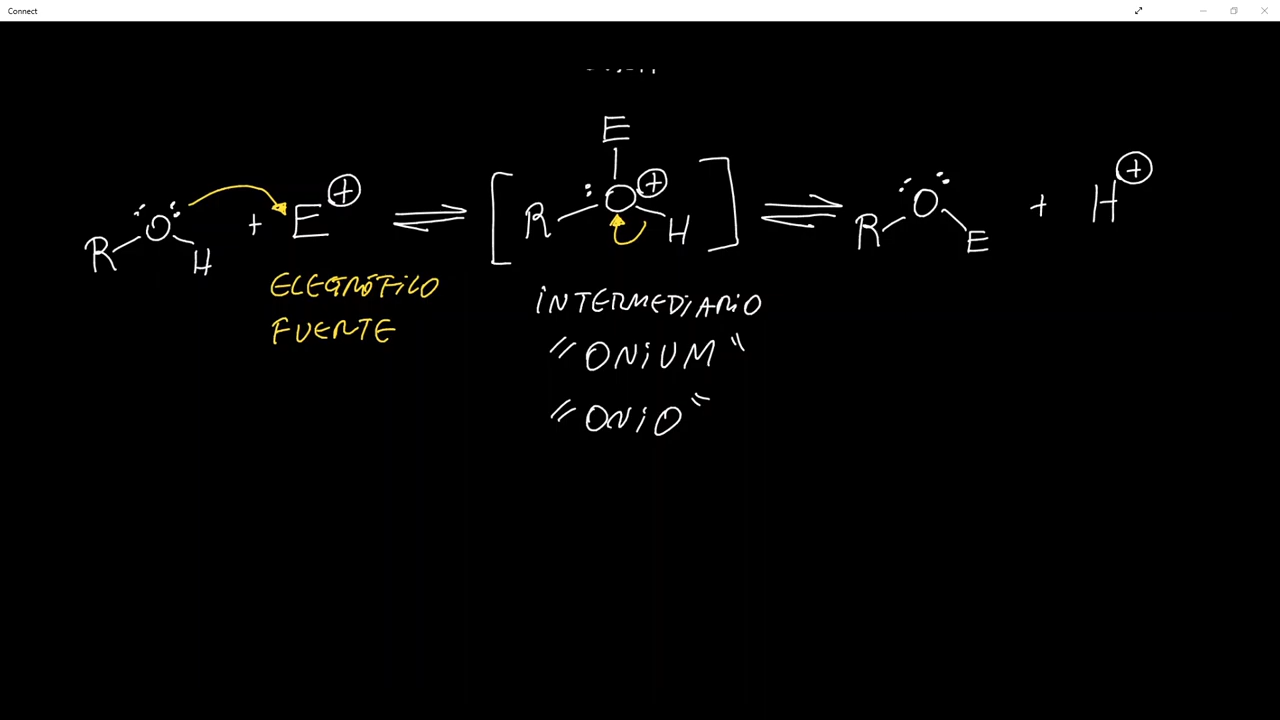 Connect
E
R O H + E + ⇌ [ R : O + H ] ⇌ R O E + H +
ELECTRÓFILO
FUERTE
INTERMEDIARIO
"ONIUM"
"ONIO"